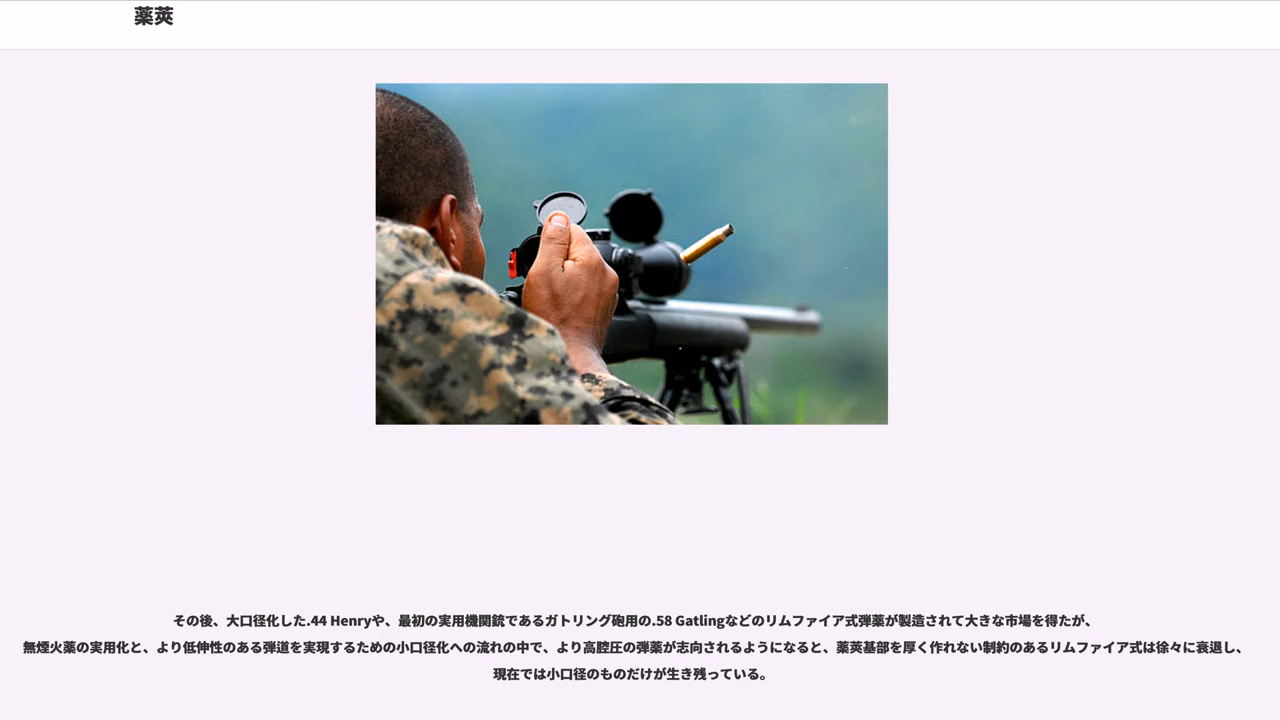 薬莢
その後、大口径化した.44 Henryや、最初の実用機関銃であるガトリング砲用の.58 Gatlingなどのリムファイア式弾薬が製造されて大きな市場を得たが、
無煙火薬の実用化と、より低伸性のある弾道を実現するための小口径化への流れの中で、より高腔圧の弾薬が志向されるようになると、薬莢基部を厚く作れない制約のあるリムファイア式は徐々に衰退し、
現在では小口径のものだけが生き残っている。